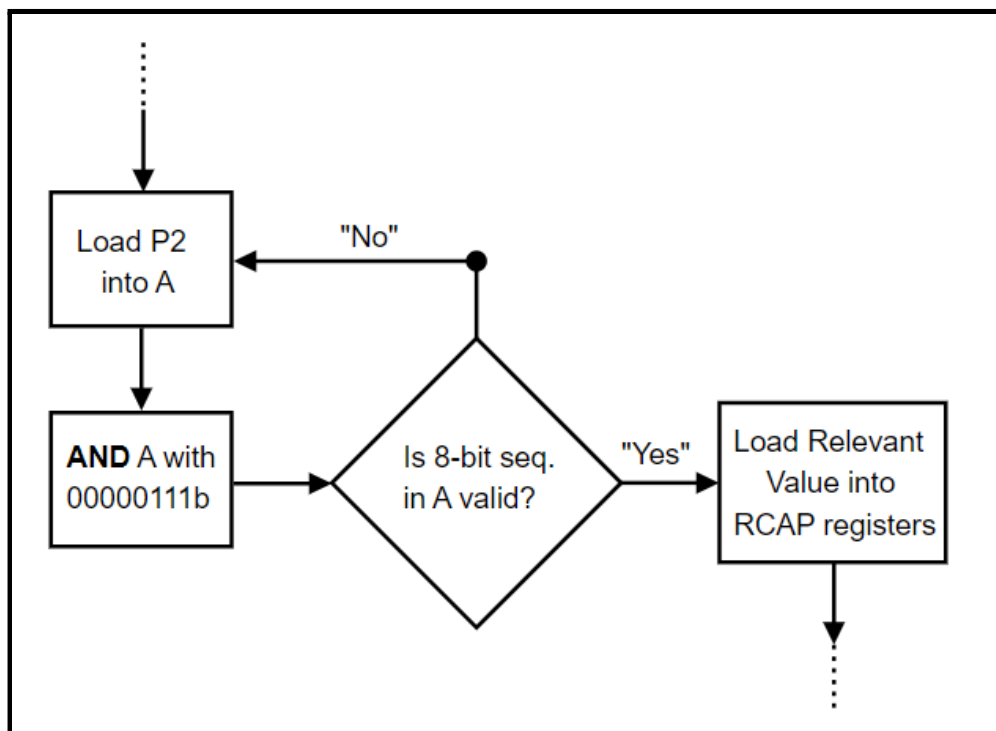 Load P2
into A
"No"
AND A with
00000111b
Is 8-bit seq.
in A valid?
"Yes"
Load Relevant
Value into
RCAP registers